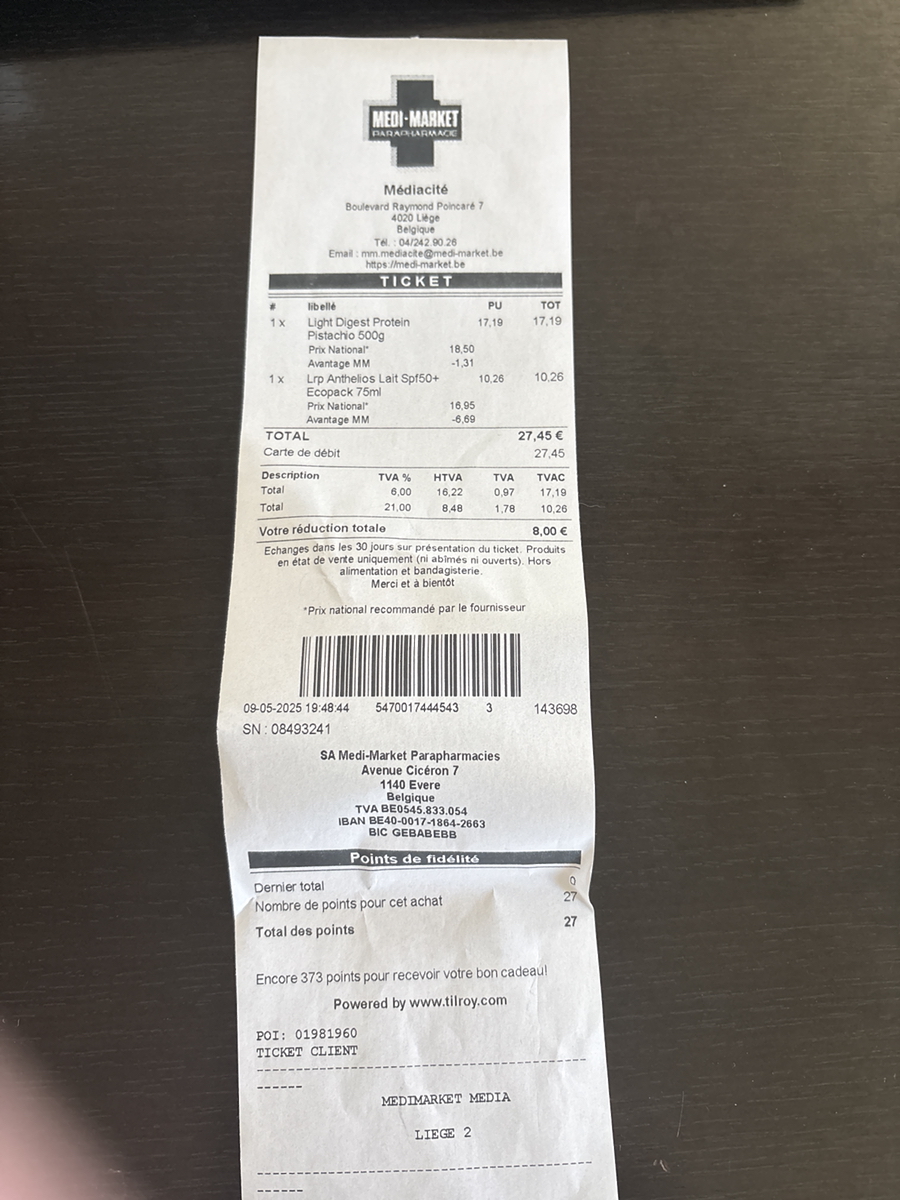 MEDI-MARKET
PARAPHARMACIE
Médiacité
Boulevard Raymond Poincaré 7
4020 Liège
Belgique
Tél. : 04/242.90.26
Email : mm.mediacite@medi-market.be
https://medi-market.be
TICKET
# libellé PU TOT
1 x Light Digest Protein 17,19 17,19
Pistachio 500g
Prix National* 18,50
Avantage MM -1,31
1 x Lrp Anthelios Lait Spf50+ 10,26 10,26
Ecopack 75ml
Prix National* 16,95
Avantage MM -6,69
TOTAL 27,45 €
Carte de débit 27,45
Description TVA % HTVA TVA TVAC
Total 6,00 16,22 0,97 17,19
Total 21,00 8,48 1,78 10,26
Votre réduction totale 8,00 €
Echanges dans les 30 jours sur présentation du ticket. Produits
en état de vente uniquement (ni abîmés ni ouverts). Hors
alimentation et bandagisterie.
Merci et à bientôt
*Prix national recommandé par le fournisseur
09-05-2025 19:48:44 5470017444543 3 143698
SN : 08493241
SA Medi-Market Parapharmacies
Avenue Cicéron 7
1140 Evere
Belgique
TVA BE0545.833.054
IBAN BE40-0017-1864-2663
BIC GEBABEBB
Points de fidélité
Dernier total 0
Nombre de points pour cet achat 27
Total des points 27
Encore 373 points pour recevoir votre bon cadeau!
Powered by www.tilroy.com
POI: 01981960
TICKET CLIENT
------------------------------------------
------
MEDIMARKET MEDIA
LIEGE 2
------------------------------------------
------